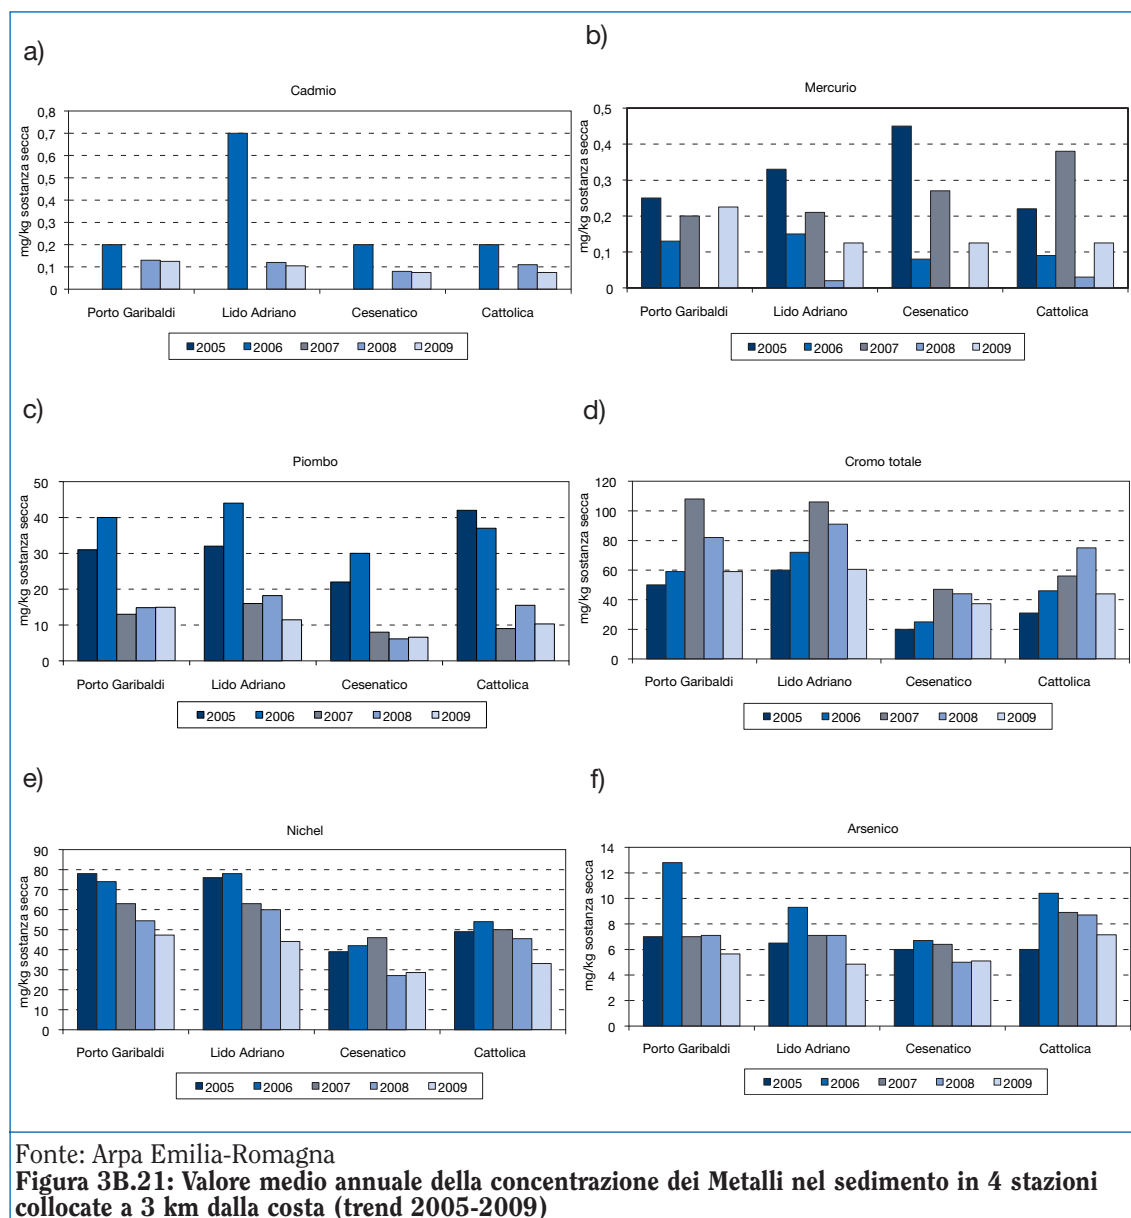 a)
Cadmio
mg/kg sostanza secca
0,8
0,7
0,6
0,5
0,4
0,3
0,2
0,1
0
Porto Garibaldi Lido Adriano Cesenatico Cattolica
2005 2006 2007 2008 2009
b)
Mercurio
mg/kg sostanza secca
0,5
0,4
0,3
0,2
0,1
0
Porto Garibaldi Lido Adriano Cesenatico Cattolica
2005 2006 2007 2008 2009
c)
Piombo
mg/kg sostanza secca
50
40
30
20
10
0
Porto Garibaldi Lido Adriano Cesenatico Cattolica
2005 2006 2007 2008 2009
d)
Cromo totale
mg/kg sostanza secca
120
100
80
60
40
20
0
Porto Garibaldi Lido Adriano Cesenatico Cattolica
2005 2006 2007 2008 2009
e)
Nichel
mg/kg sostanza secca
90
80
70
60
50
40
30
20
10
0
Porto Garibaldi Lido Adriano Cesenatico Cattolica
2005 2006 2007 2008 2009
f)
Arsenico
mg/kg sostanza secca
14
12
10
8
6
4
2
0
Porto Garibaldi Lido Adriano Cesenatico Cattolica
2005 2006 2007 2008 2009
Fonte: Arpa Emilia-Romagna
Figura 3B.21: Valore medio annuale della concentrazione dei Metalli nel sedimento in 4 stazioni
collocate a 3 km dalla costa (trend 2005-2009)